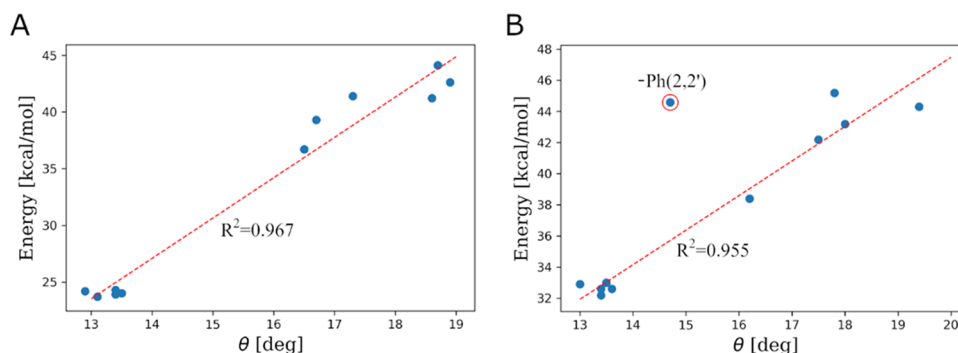 A
Energy [kcal/mol]
45
40
35
30
25
R²=0.967
13 14 15 16 17 18 19
θ [deg]
B
Energy [kcal/mol]
48
46
44
42
40
38
36
34
32
-Ph(2,2')
R²=0.955
13 14 15 16 17 18 19 20
θ [deg]